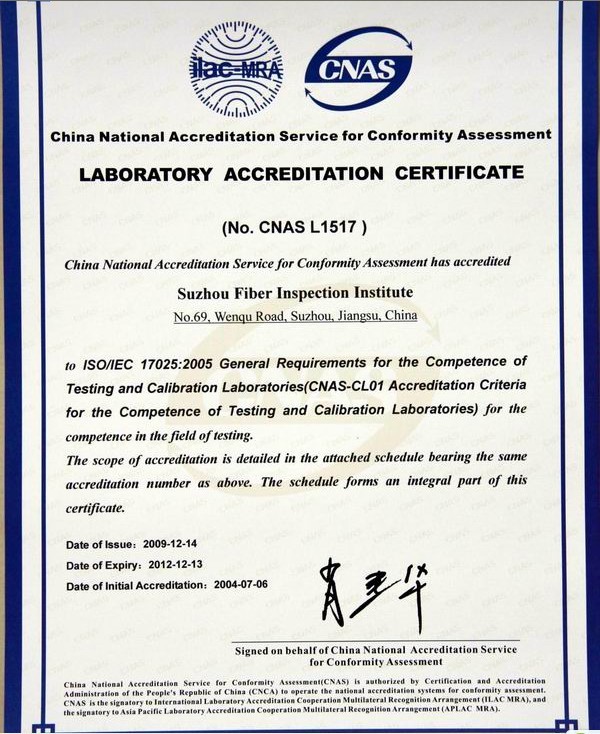 ilac-MRA CNAS
China National Accreditation Service for Conformity Assessment
LABORATORY ACCREDITATION CERTIFICATE
(No. CNAS L1517 )
China National Accreditation Service for Conformity Assessment has accredited
Suzhou Fiber Inspection Institute
No.69, Wenqu Road, Suzhou, Jiangsu, China
to ISO/IEC 17025:2005 General Requirements for the Competence of
Testing and Calibration Laboratories(CNAS-CL01 Accreditation Criteria
for the Competence of Testing and Calibration Laboratories) for the
competence in the field of testing.
The scope of accreditation is detailed in the attached schedule bearing the same
accreditation number as above. The schedule forms an integral part of this
certificate.
Date of Issue: 2009-12-14
Date of Expiry: 2012-12-13
Date of Initial Accreditation: 2004-07-06
Signed on behalf of China National Accreditation Service
for Conformity Assessment
China National Accreditation Service for Conformity Assessment(CNAS) is authorized by Certification and Accreditation
Administration of the People's Republic of China (CNCA) to operate the national accreditation systems for conformity assessment.
CNAS is the signatory to International Laboratory Accreditation Cooperation Multilateral Recognition Arrangement (ILAC MRA), and
the signatory to Asia Pacific Laboratory Accreditation Cooperation Multilateral Recognition Arrangement (APLAC MRA).